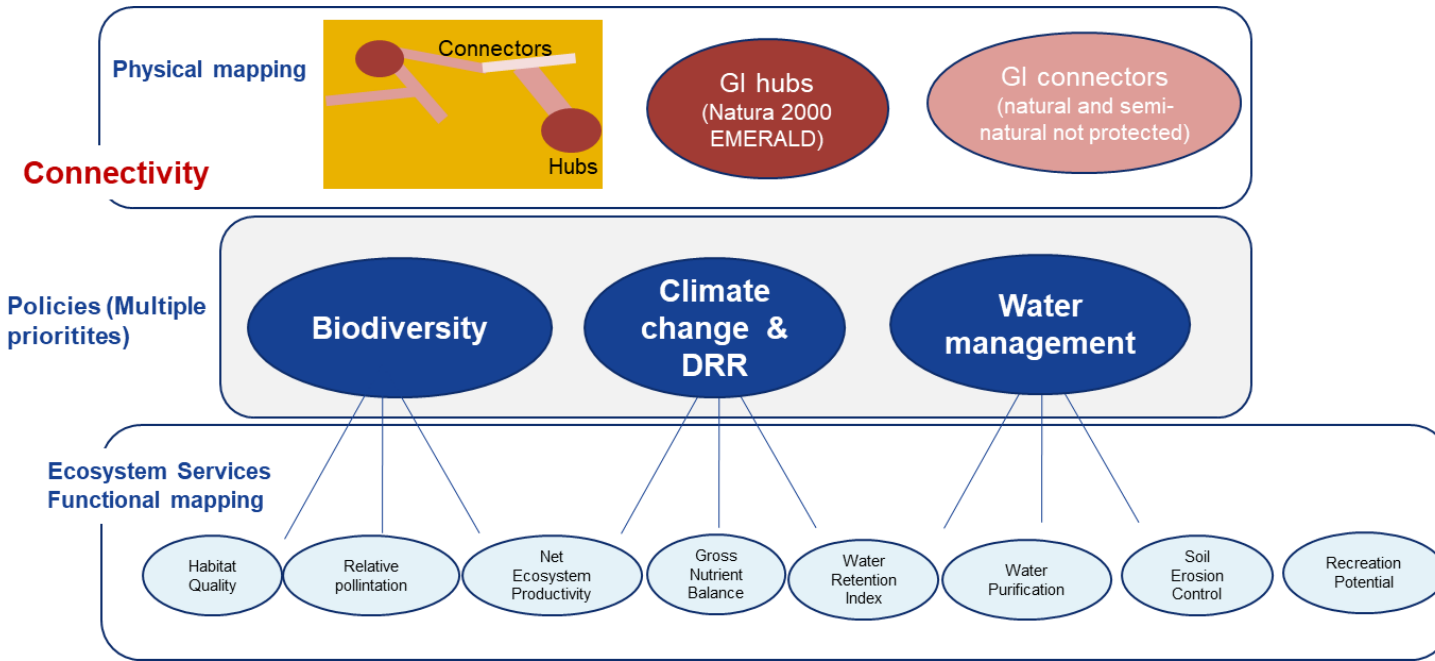 Physical mapping
Connectors
Hubs
GI hubs
(Natura 2000
EMERALD)
GI connectors
(natural and semi-
natural not protected)
Connectivity
Policies (Multiple
prioritites)
Biodiversity
Climate
change & 
DRR
Water
management
Ecosystem Services
Functional mapping
Habitat
Quality
Relative
pollintation
Net
Ecosystem
Productivity
Gross
Nutrient
Balance
Water
Retention
Index
Water
Purification
Soil
Erosion
Control
Recreation
Potential